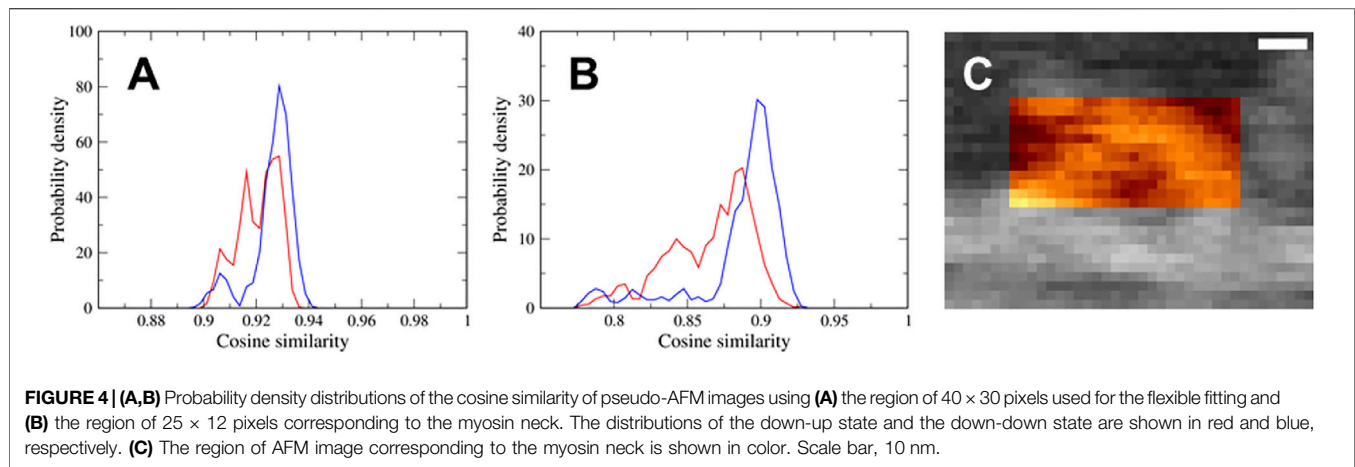 A
100
80
60
40
20
0
Probability density
0.88 0.9 0.92 0.94 0.96 0.98 1
Cosine similarity
B
40
30
20
10
0
Probability density
0.8 0.85 0.9 0.95 1
Cosine similarity
C
FIGURE 4 | (A,B) Probability density distributions of the cosine similarity of pseudo-AFM images using (A) the region of 40 × 30 pixels used for the flexible fitting and
(B) the region of 25 × 12 pixels corresponding to the myosin neck. The distributions of the down-up state and the down-down state are shown in red and blue,
respectively. (C) The region of AFM image corresponding to the myosin neck is shown in color. Scale bar, 10 nm.